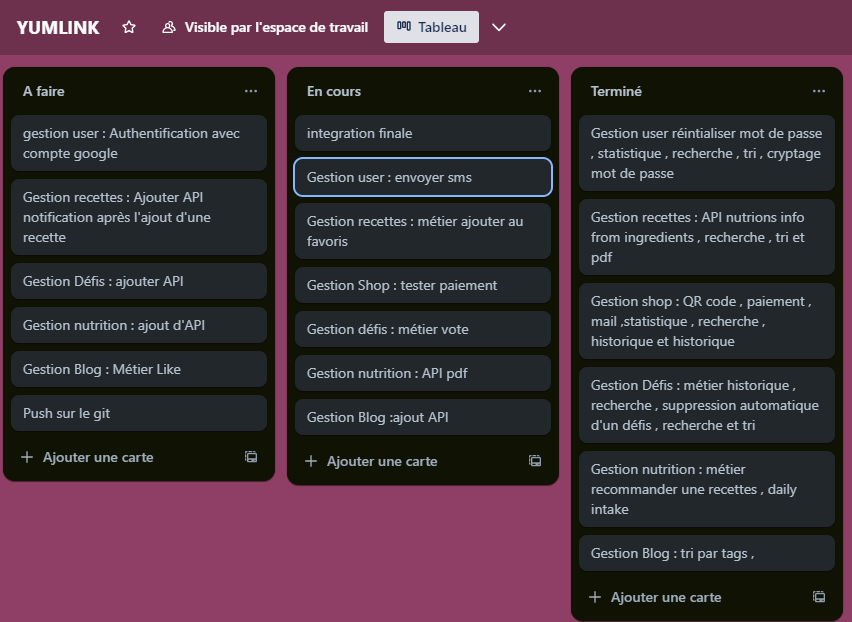 YUMLINK
Visible par l'espace de travail
Tableau
A faire
gestion user : Authentification avec
compte google
Gestion recettes : Ajouter API
notification après l'ajout d'une
recette
Gestion Défis : ajouter API
Gestion nutrition : ajout d'API
Gestion Blog : Métier Like
Push sur le git
Ajouter une carte
En cours
integration finale
Gestion user : envoyer sms
Gestion recettes : métier ajouter au
favoris
Gestion Shop : tester paiement
Gestion défis : métier vote
Gestion nutrition : API pdf
Gestion Blog :ajout API
Ajouter une carte
Terminé
Gestion user réintialiser mot de passe
, statistique , recherche , tri , cryptage
mot de passe
Gestion recettes : API nutrions info
from ingredients , recherche , tri et
pdf
Gestion shop : QR code , paiement ,
mail ,statistique , recherche ,
historique et historique
Gestion Défis : métier historique ,
recherche , suppression automatique
d'un défis , recherche et tri
Gestion nutrition : métier
recommander une recettes , daily
intake
Gestion Blog : tri par tags ,
Ajouter une carte